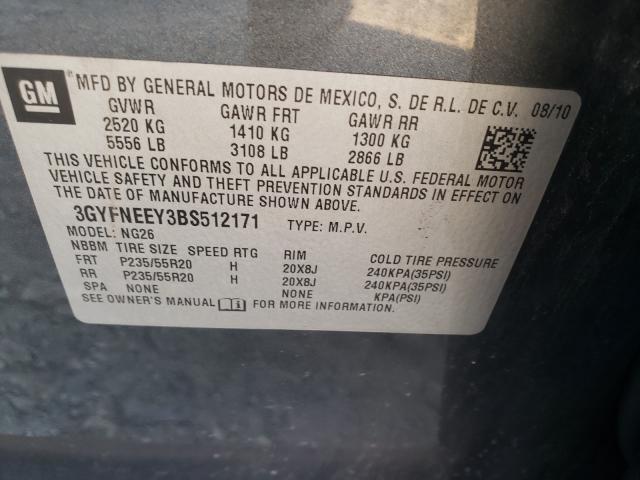 GM
MFD BY GENERAL MOTORS DE MEXICO, S. DE R.L. DE C.V. 08/10
GVWR GAWR FRT GAWR RR
2520 KG 1410 KG 1300 KG
5556 LB 3108 LB 2866 LB
THIS VEHICLE CONFORMS TO ALL APPLICABLE U.S. FEDERAL MOTOR
VEHICLE SAFETY AND THEFT PREVENTION STANDARDS IN EFFECT ON
THE DATE OF MANUFACTURE SHOWN ABOVE.
3GYFNEEY3BS512171 TYPE: M.P.V.
MODEL: NG26
NBBM TIRE SIZE SPEED RTG RIM COLD TIRE PRESSURE
FRT P235/55R20 H 20X8J 240KPA(35PSI)
RR P235/55R20 H 20X8J 240KPA(35PSI)
SPA NONE NONE KPA(PSI)
SEE OWNER'S MANUAL FOR MORE INFORMATION.